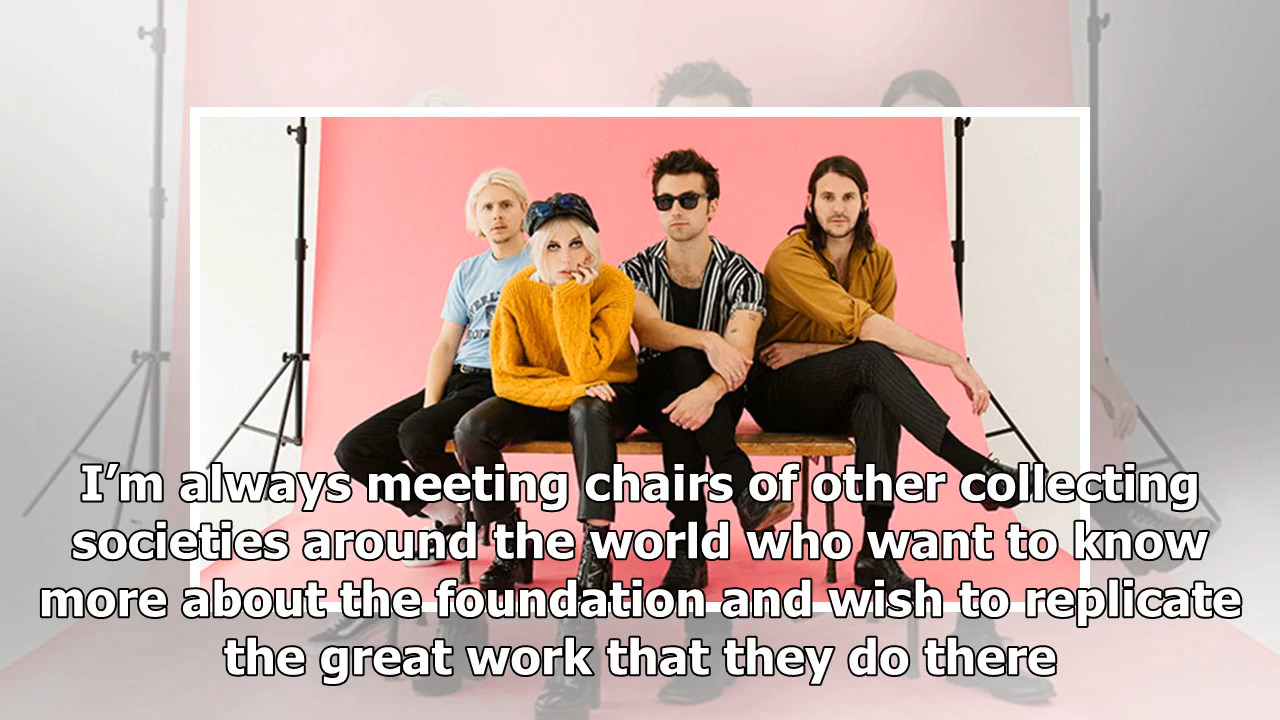 I’m always meeting chairs of other collecting
societies around the world who want to know
more about the foundation and wish to replicate
the great work that they do there